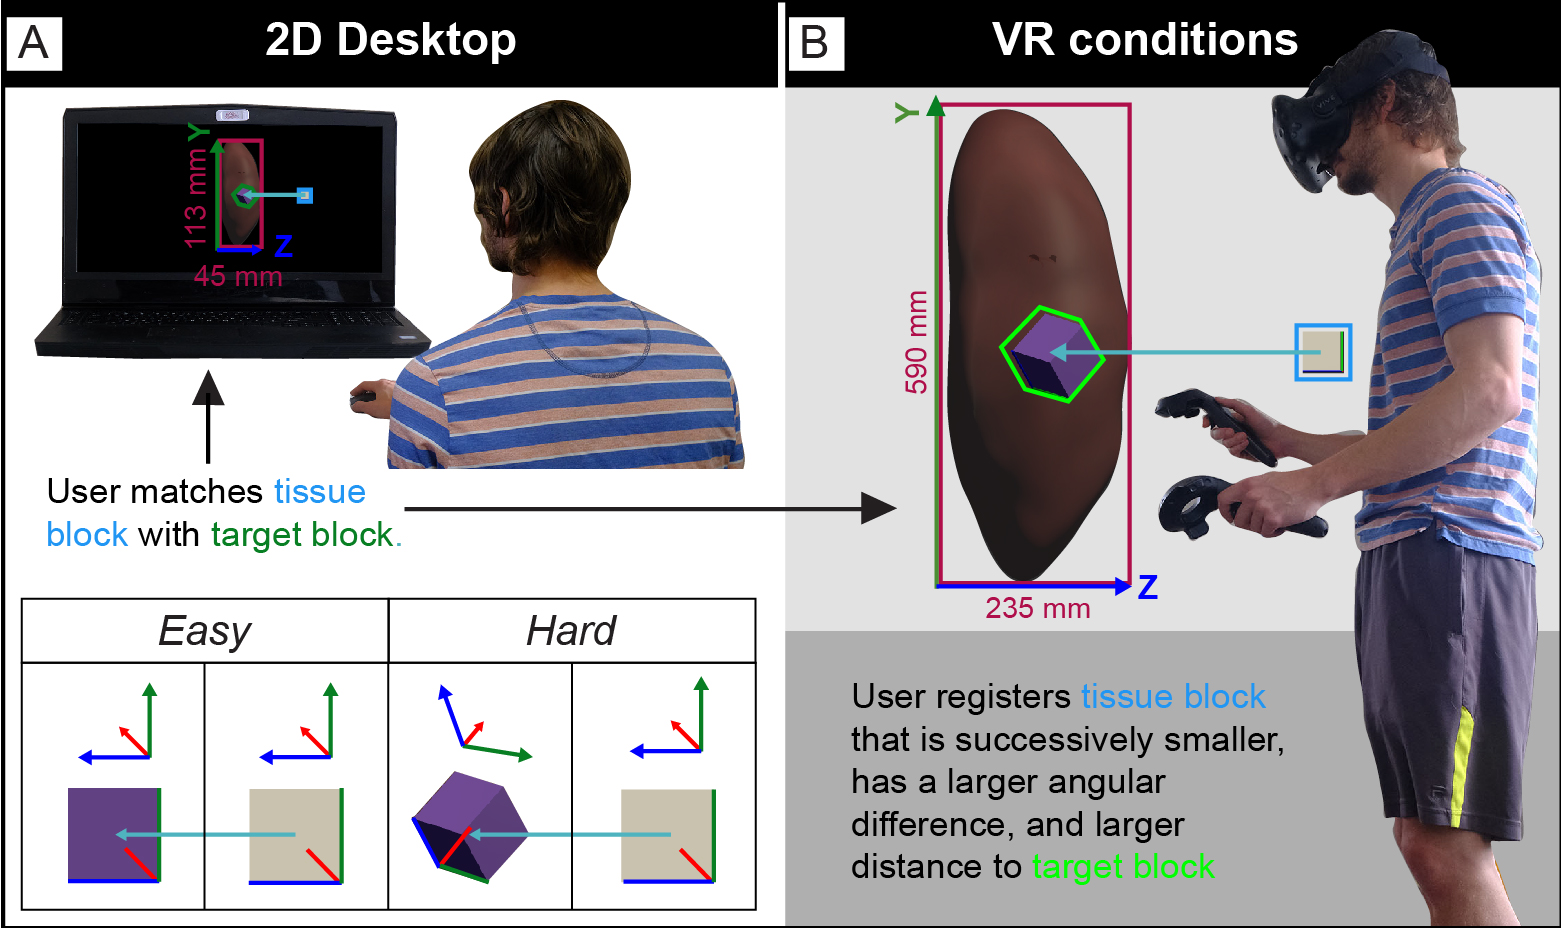 A
2D Desktop
Y
113 mm
Z
45 mm
User matches tissue
block with target block.
Easy
Hard
B
VR conditions
Y
590 mm
Z
235 mm
User registers tissue block
that is successively smaller,
has a larger angular
difference, and larger
distance to target block